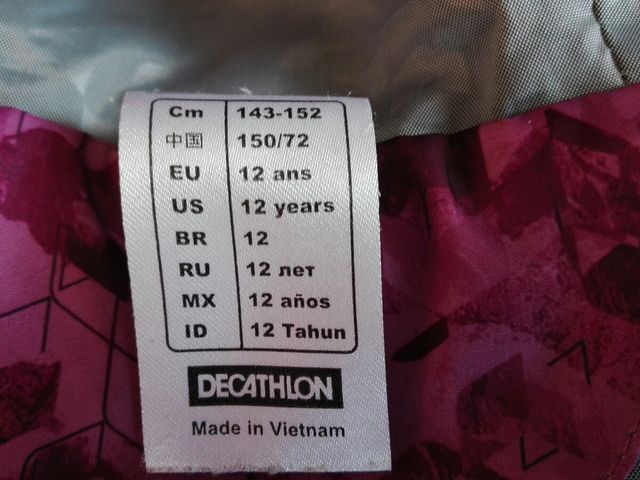 Cm 143-152
中国 150/72
EU 12 ans
US 12 years
BR 12
RU 12 лет
MX 12 años
ID 12 Tahun
DECATHLON
Made in Vietnam